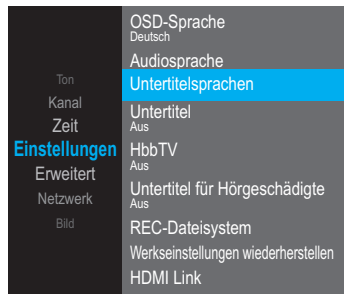 Ton
Kanal
Zeit
Einstellungen
Erweitert
Netzwerk
Bild
OSD-Sprache
Deutsch
Audiosprache
Untertitelsprachen
Untertitel
Aus
HbbTV
Aus
Untertitel für Hörgeschädigte
Aus
REC-Dateisystem
Werkseinstellungen wiederherstellen
HDMI Link